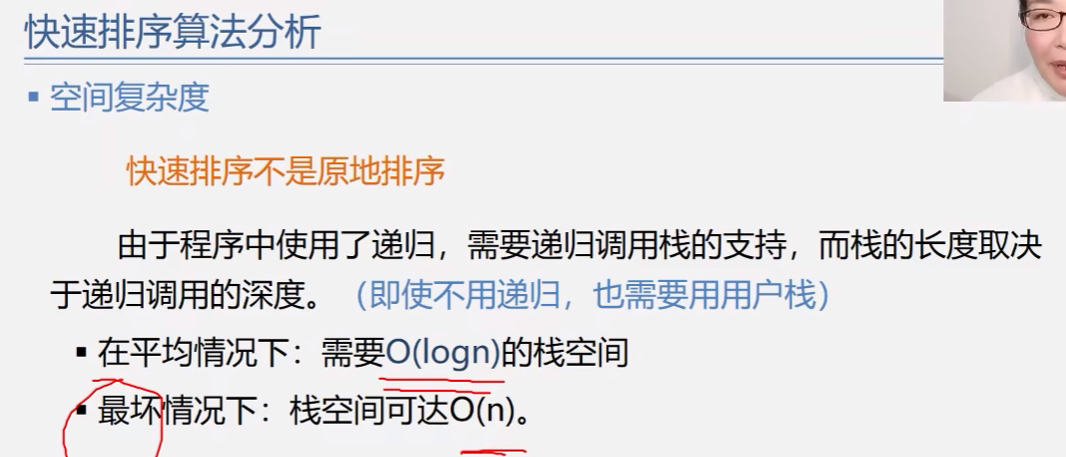 快速排序算法分析
▪ 空间复杂度
快速排序不是原地排序
由于程序中使用了递归，需要递归调用栈的支持，而栈的长度取决
于递归调用的深度。（即使不用递归，也需要用用户栈）
▪ 在平均情况下：需要O(logn)的栈空间
▪ 最坏情况下：栈空间可达O(n)。